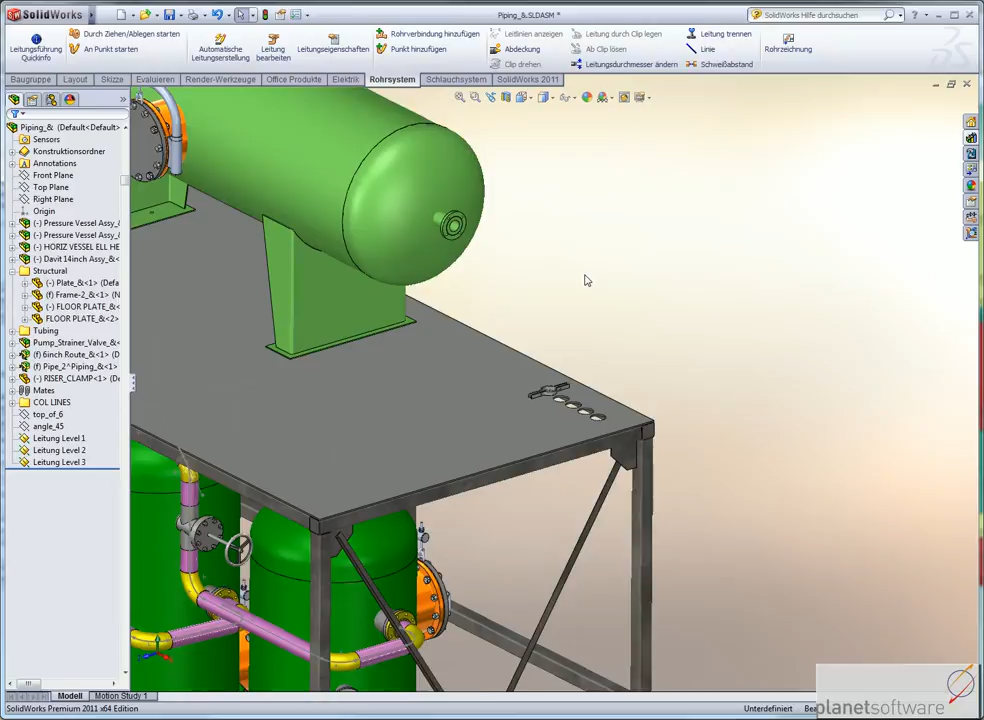 SolidWorks
Piping_&.SLDASM *
SolidWorks Hilfe durchsuchen
Leitungsführung Quickinfo
Durch Ziehen/Ablegen starten
An Punkt starten
Automatische Leitungserstellung
Leitung bearbeiten
Leitungseigenschaften
Rohrverbindung hinzufügen
Punkt hinzufügen
Leitlinien anzeigen
Abdeckung
Clip drehen
Leitung durch Clip legen
Ab Clip lösen
Leitungsdurchmesser ändern
Leitung trennen
Linie
Schweißabstand
Rohrzeichnung
Baugruppe
Layout
Skizze
Evaluieren
Render-Werkzeuge
Office Produkte
Elektrik
Rohrsystem
Schlauchsystem
SolidWorks 2011
Piping_& (Default<Default>
Sensors
Konstruktionsordner
Annotations
Front Plane
Top Plane
Right Plane
Origin
(-) Pressure Vessel Assy_
(-) Pressure Vessel Assy_
(-) HORIZ VESSEL ELL HE
(-) Davit 14inch Assy_&<
Structural
(-) Plate_&<1> (Defa
(f) Frame-2_&<1> (N
(-) FLOOR PLATE_&<
FLOOR PLATE_&<2>
Tubing
Pump_Strainer_Valve_&
(f) 6inch Route_&<1> (D
(f) Pipe_2^Piping_&<1>
(-) RISER_CLAMP<1> (De
Mates
COL LINES
top_of_6
angle_45
Leitung Level 1
Leitung Level 2
Leitung Level 3
Modell
Motion Study 1
SolidWorks Premium 2011 x64 Edition
Underdefiniert
planetsoftware